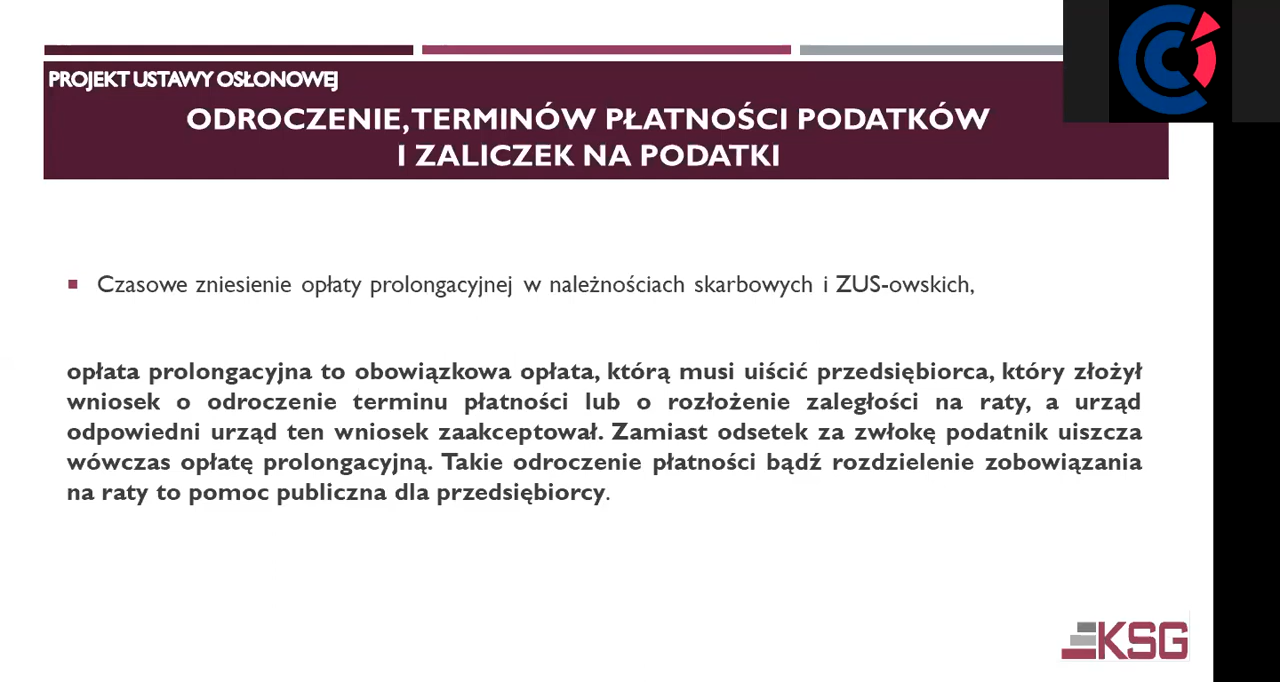 PROJEKT USTAWY OSŁONOWEJ
ODROCZENIE, TERMINÓW PŁATNOŚCI PODATKÓW
I ZALICZEK NA PODATKI
▪ Czasowe zniesienie opłaty prolongacyjnej w należnościach skarbowych i ZUS-owskich,
opłata prolongacyjna to obowiązkowa opłata, którą musi uiścić przedsiębiorca, który złożył
wniosek o odroczenie terminu płatności lub o rozłożenie zaległości na raty, a urząd
odpowiedni urząd ten wniosek zaakceptował. Zamiast odsetek za zwłokę podatnik uiszcza
wówczas opłatę prolongacyjną. Takie odroczenie płatności bądź rozdzielenie zobowiązania
na raty to pomoc publiczna dla przedsiębiorcy.
KSG